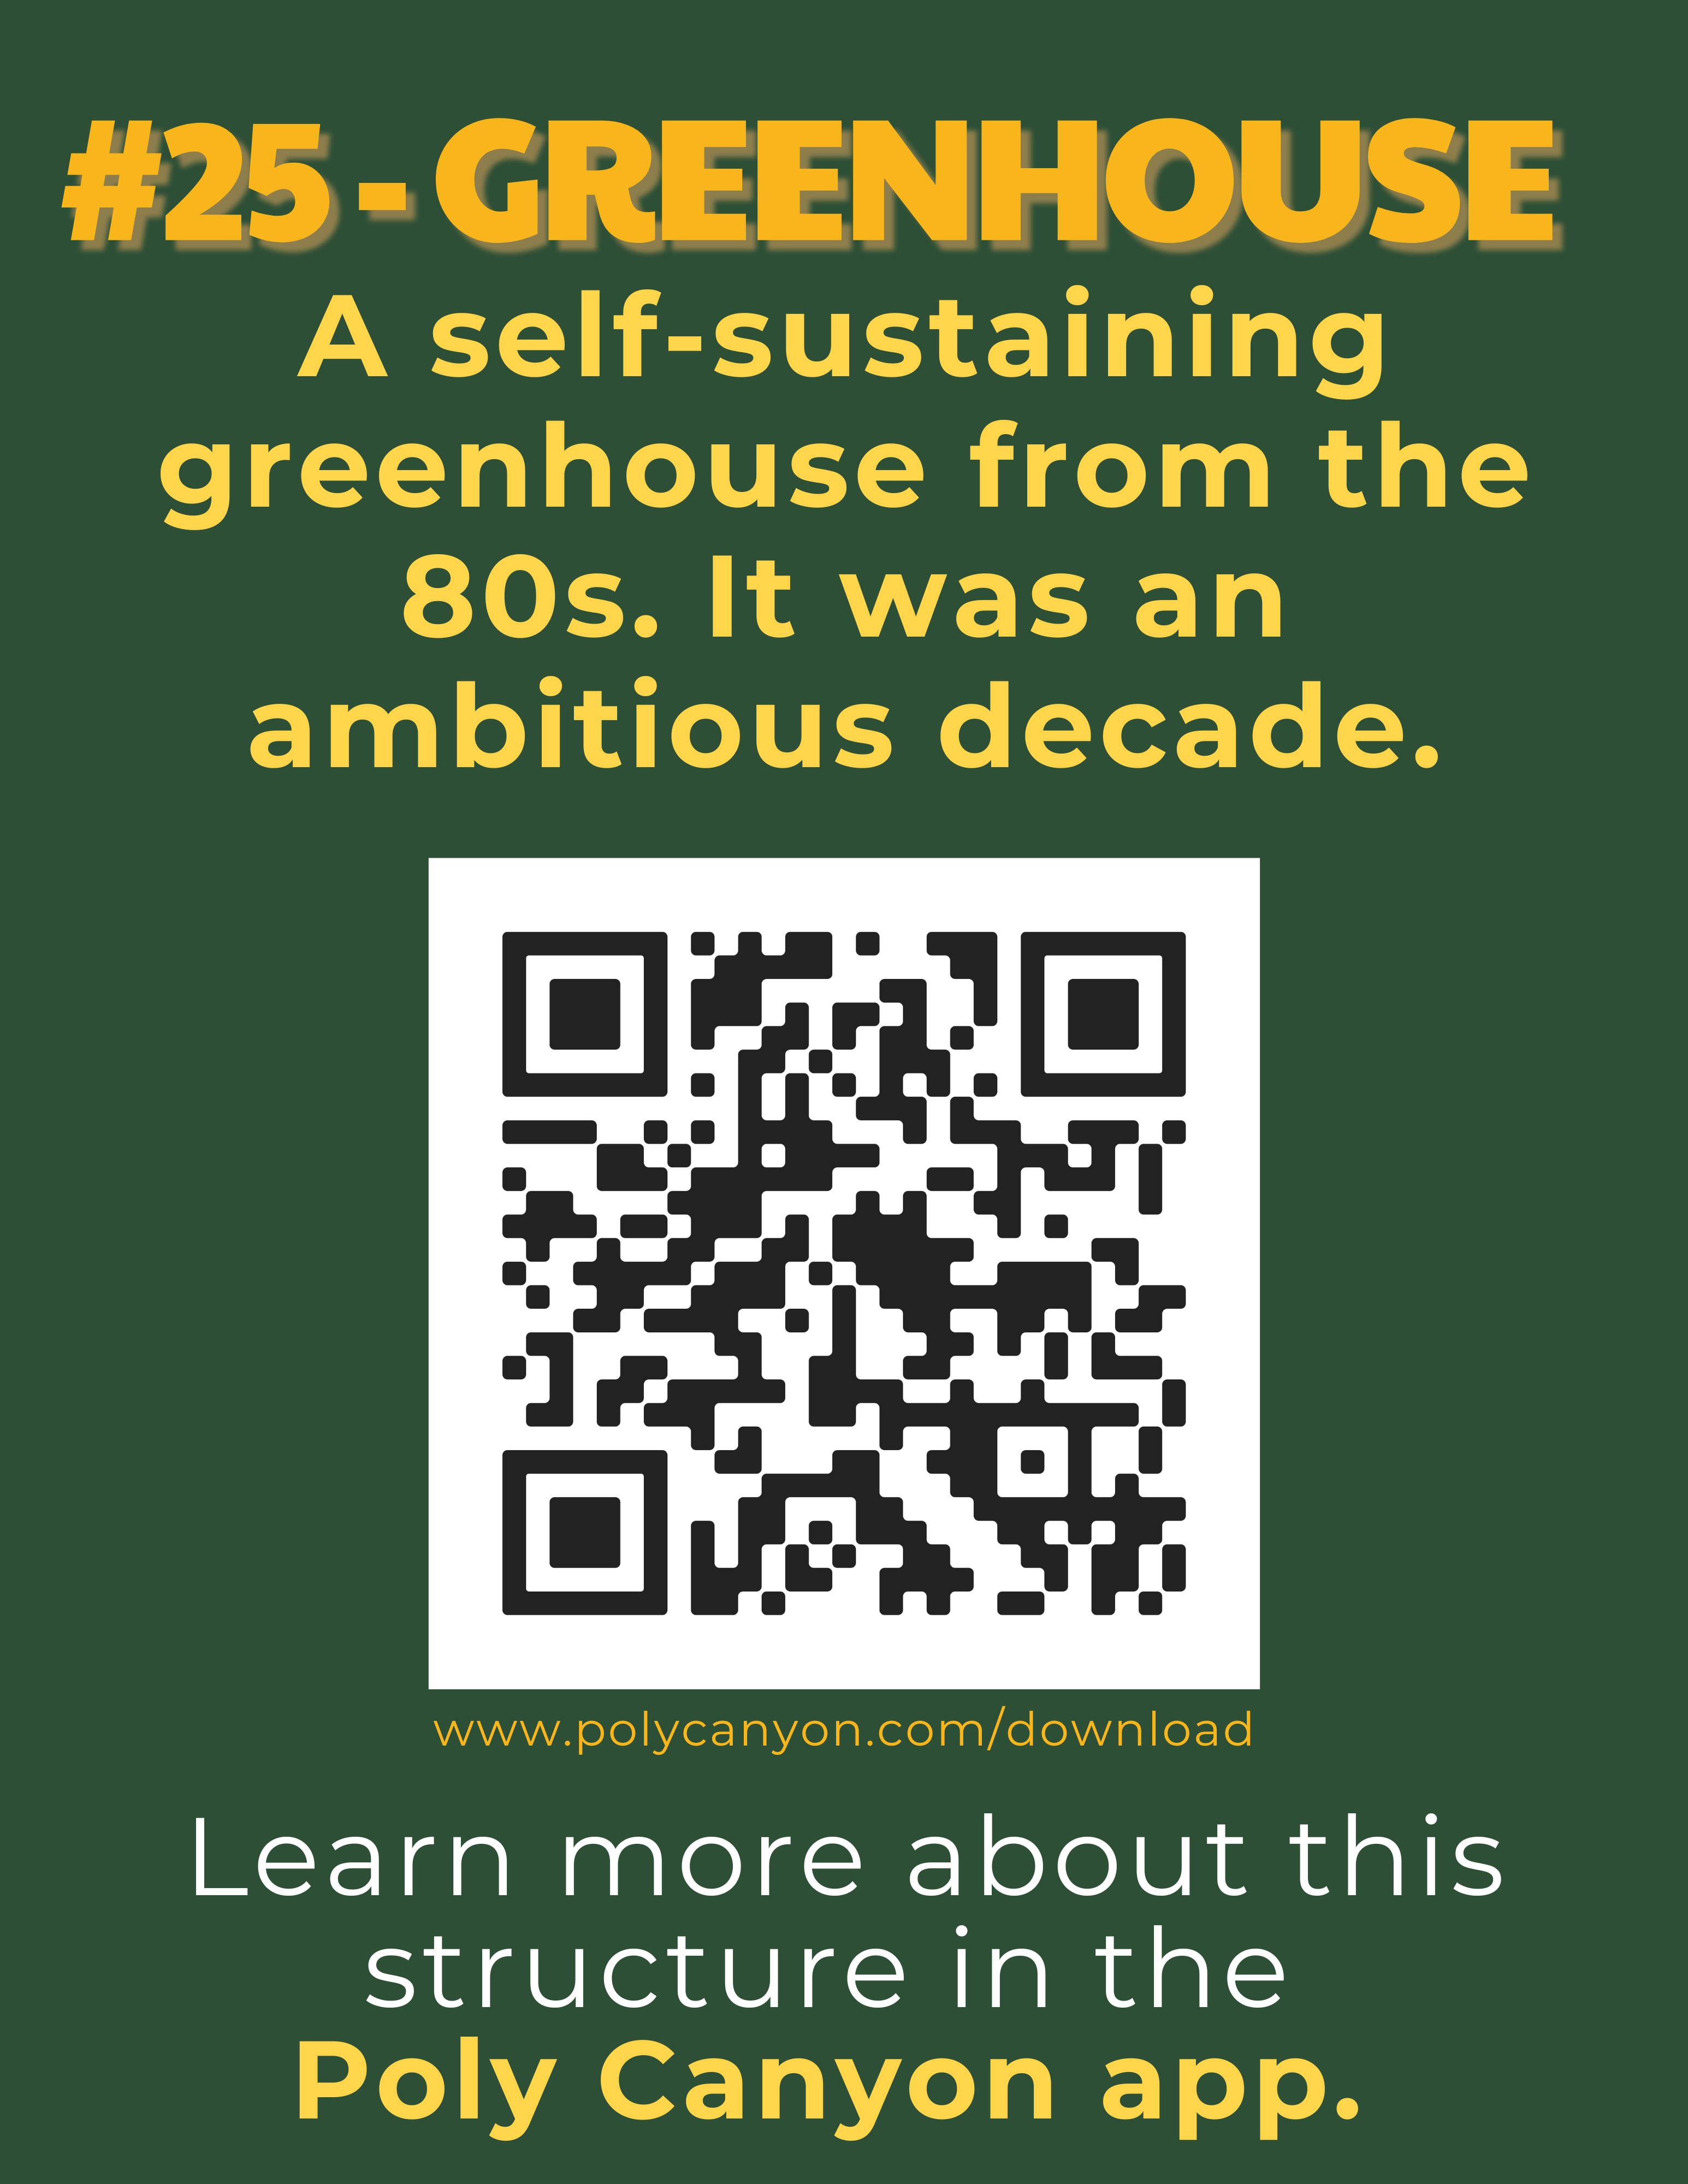 #25 - GREENHOUSE
A self-sustaining
greenhouse from the
80s. It was an
ambitious decade.
www.polycanyon.com/download
Learn more about this
structure in the
Poly Canyon app.